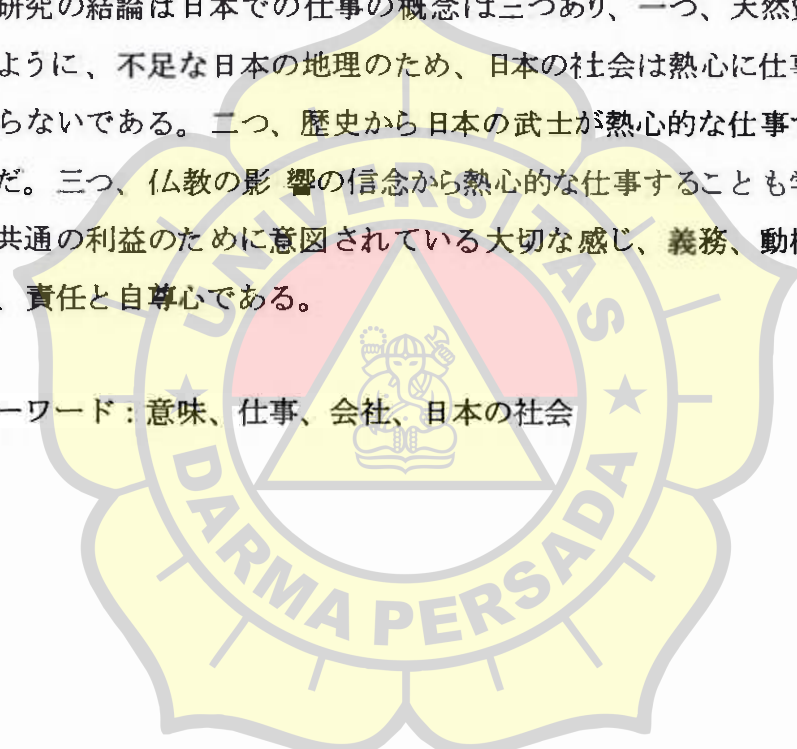 研究の結論は日本での仕事の概念は三つあり、一つ、天然
ように、不足な日本の地理のため、日本の社会は熱心に仕
らないである。二つ、歴史から日本の武士が熱心的な仕事
だ。三つ、仏教の影響の信念から熱心的な仕事することも
共通の利益のために意図されている大切な感じ、義務、動
、責任と自尊心である。
ーワード：意味、仕事、会社、日本の社会
UNIVERSITAS
DARMA PERSADA